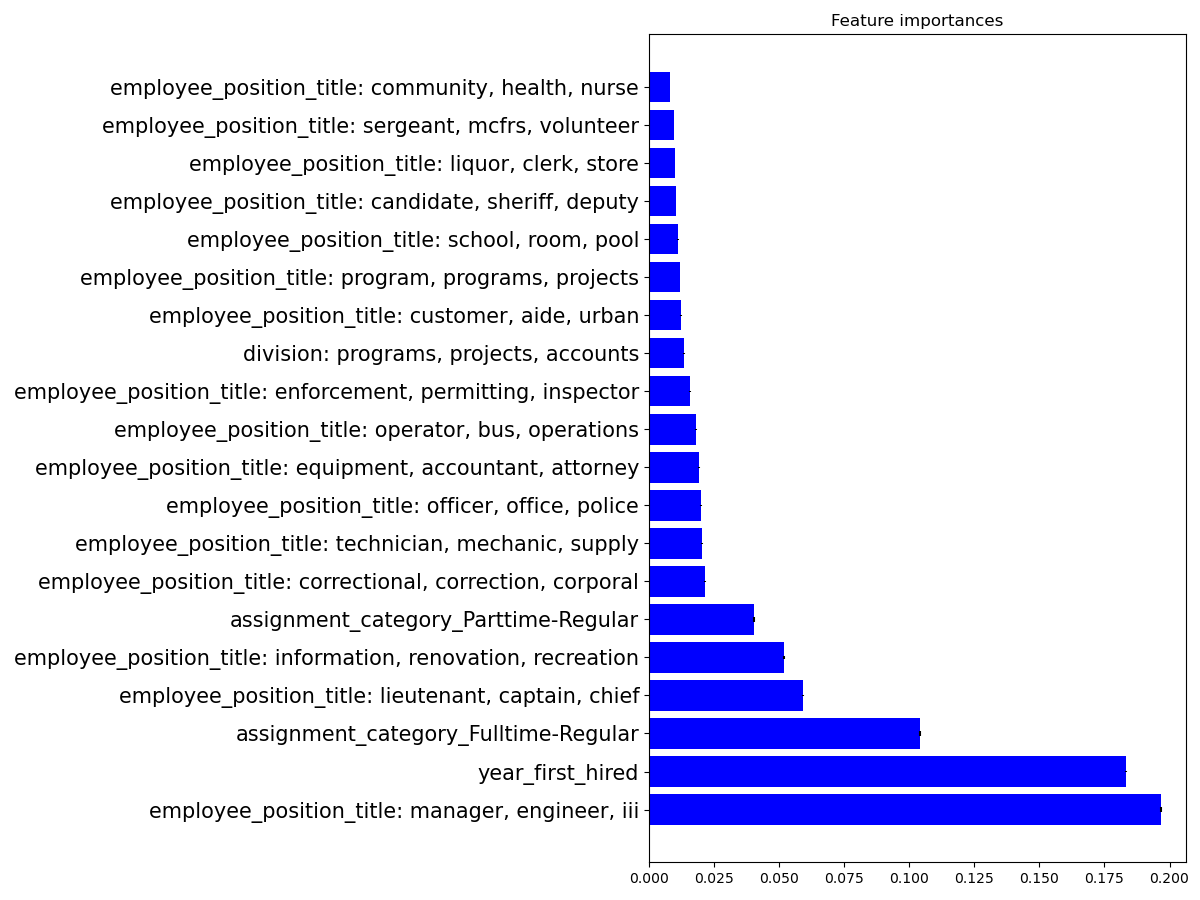 Feature importances
employee_position_title: community, health, nurse
employee_position_title: sergeant, mcfrs, volunteer
employee_position_title: liquor, clerk, store
employee_position_title: candidate, sheriff, deputy
employee_position_title: school, room, pool
employee_position_title: program, programs, projects
employee_position_title: customer, aide, urban
division: programs, projects, accounts
employee_position_title: enforcement, permitting, inspector
employee_position_title: operator, bus, operations
employee_position_title: equipment, accountant, attorney
employee_position_title: officer, office, police
employee_position_title: technician, mechanic, supply
employee_position_title: correctional, correction, corporal
assignment_category_Parttime-Regular
employee_position_title: information, renovation, recreation
employee_position_title: lieutenant, captain, chief
assignment_category_Fulltime-Regular
year_first_hired
employee_position_title: manager, engineer, iii
0.000 0.025 0.050 0.075 0.100 0.125 0.150 0.175 0.200